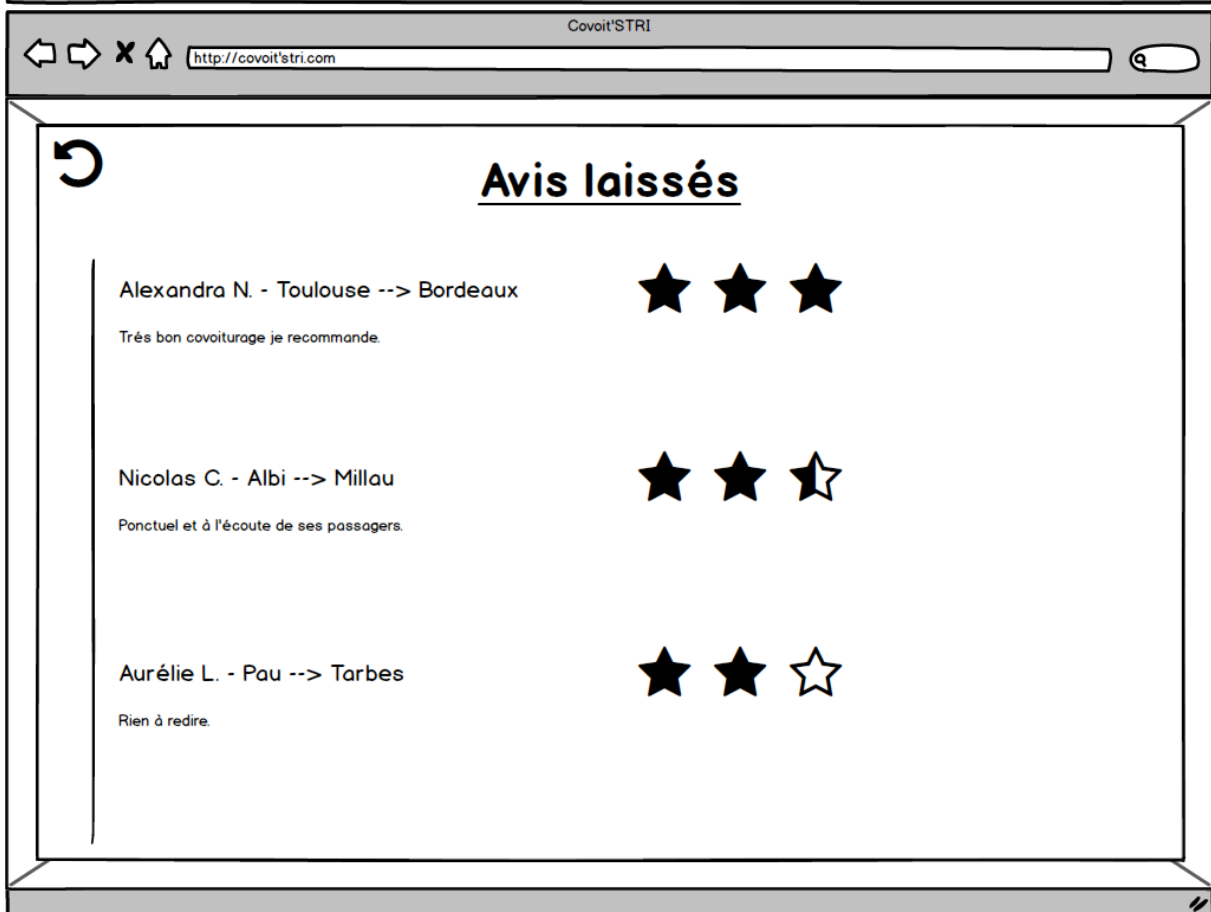 Covoit'STRI
http://covoit'stri.com
Avis laissés
Alexandra N. - Toulouse --> Bordeaux
Trés bon covoiturage je recommande.
Nicolas C. - Albi --> Millau
Ponctuel et à l'écoute de ses passagers.
Aurélie L. - Pau --> Tarbes
Rien à redire.